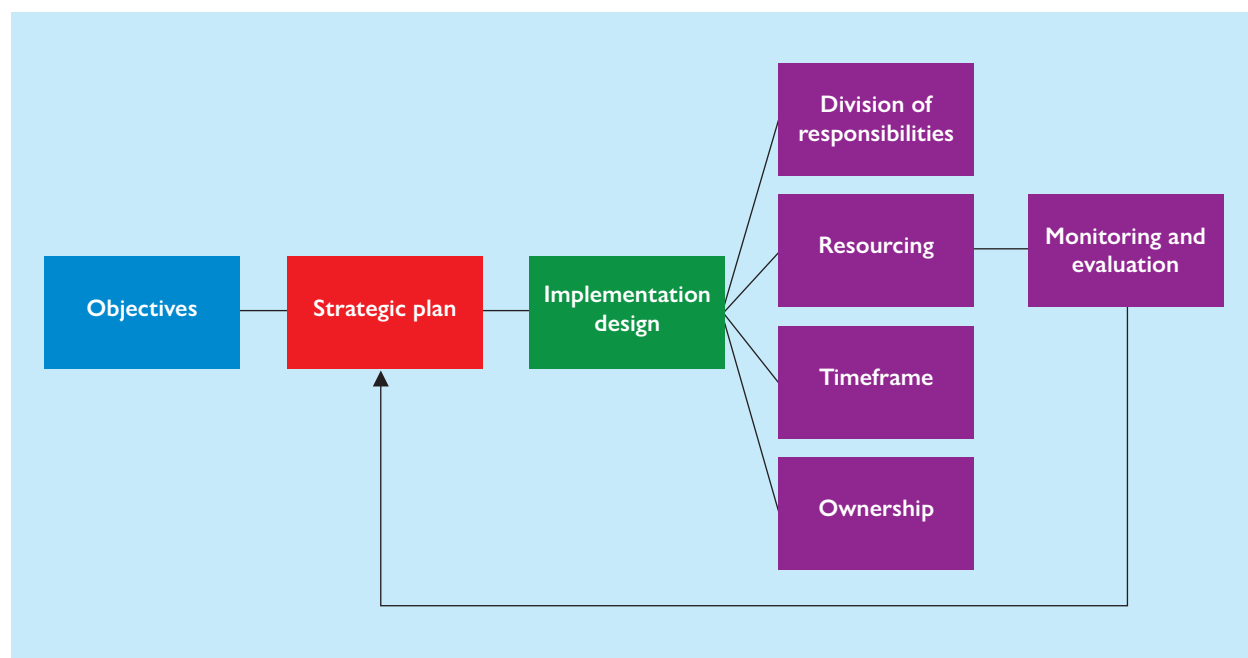 Objectives
Strategic plan
Implementation
design
Division of
responsibilities
Resourcing
Timeframe
Ownership
Monitoring and
evaluation